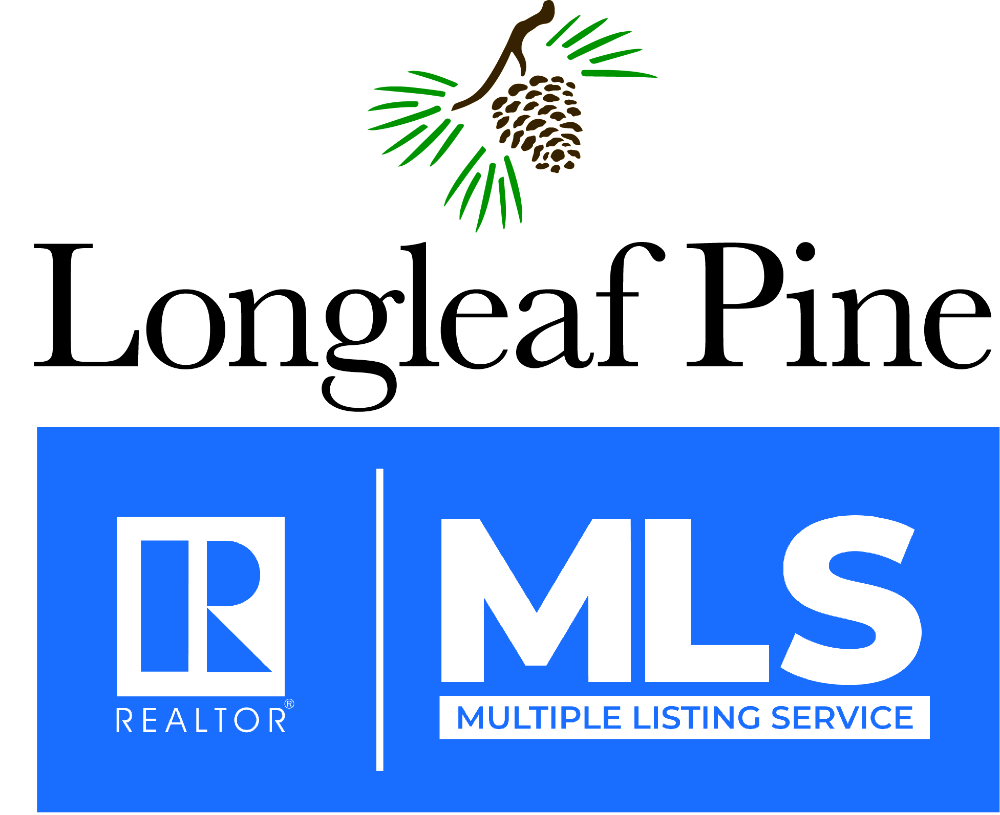 Longleaf Pine
R
REALTOR®
MLS
MULTIPLE LISTING SERVICE